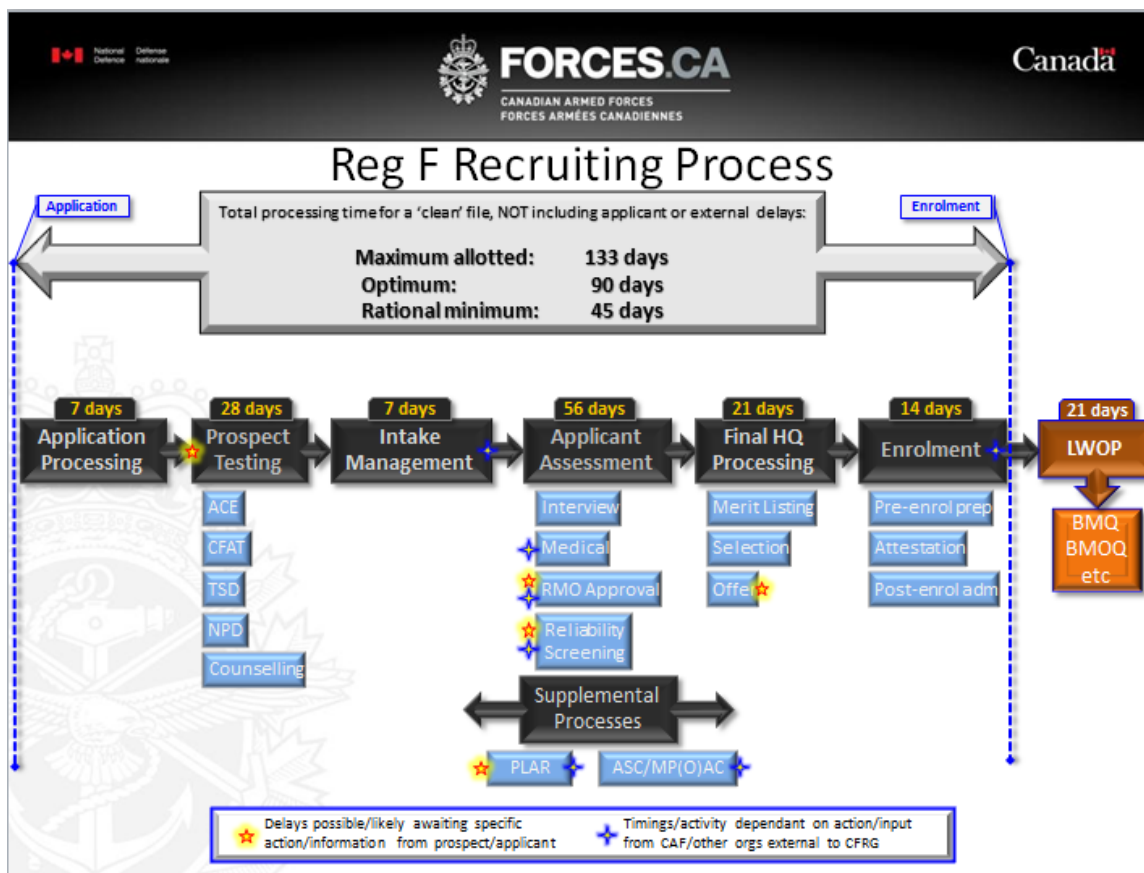 National Défense
Defence nationale
FORCES.CA
CANADIAN ARMED FORCES
FORCES ARMÉES CANADIENNES
Canada
Reg F Recruiting Process
Application
Total processing time for a ‘clean’ file, NOT including applicant or external delays:
Enrolment
Maximum allotted: 133 days
Optimum: 90 days
Rational minimum: 45 days
7 days
Application
Processing
28 days
Prospect
Testing
ACE
CFAT
TSD
NPD
Counselling
7 days
Intake
Management
56 days
Applicant
Assessment
Interview
Medical
RMO Approval
Reliability
Screening
21 days
Final HQ
Processing
Merit Listing
Selection
Offer
14 days
Enrolment
Pre-enrol prep
Attestation
Post-enrol adm
21 days
LWOP
BMQ
BMOQ
etc
Supplemental
Processes
PLAR
ASC/MP(O)AC
Delays possible/likely awaiting specific
action/information from prospect/applicant
Timings/activity dependant on action/input
from CAF/other orgs external to CFRG